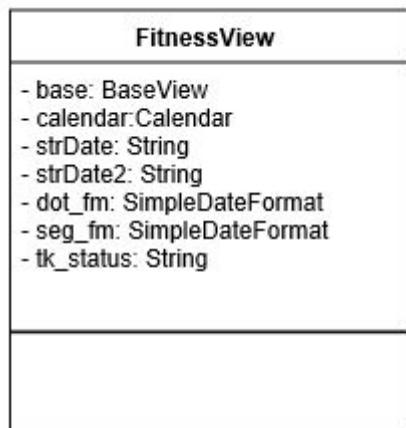 FitnessView
- base: BaseView
- calendar:Calendar
- strDate: String
- strDate2: String
- dot_fm: SimpleDateFormat
- seg_fm: SimpleDateFormat
- tk_status: String